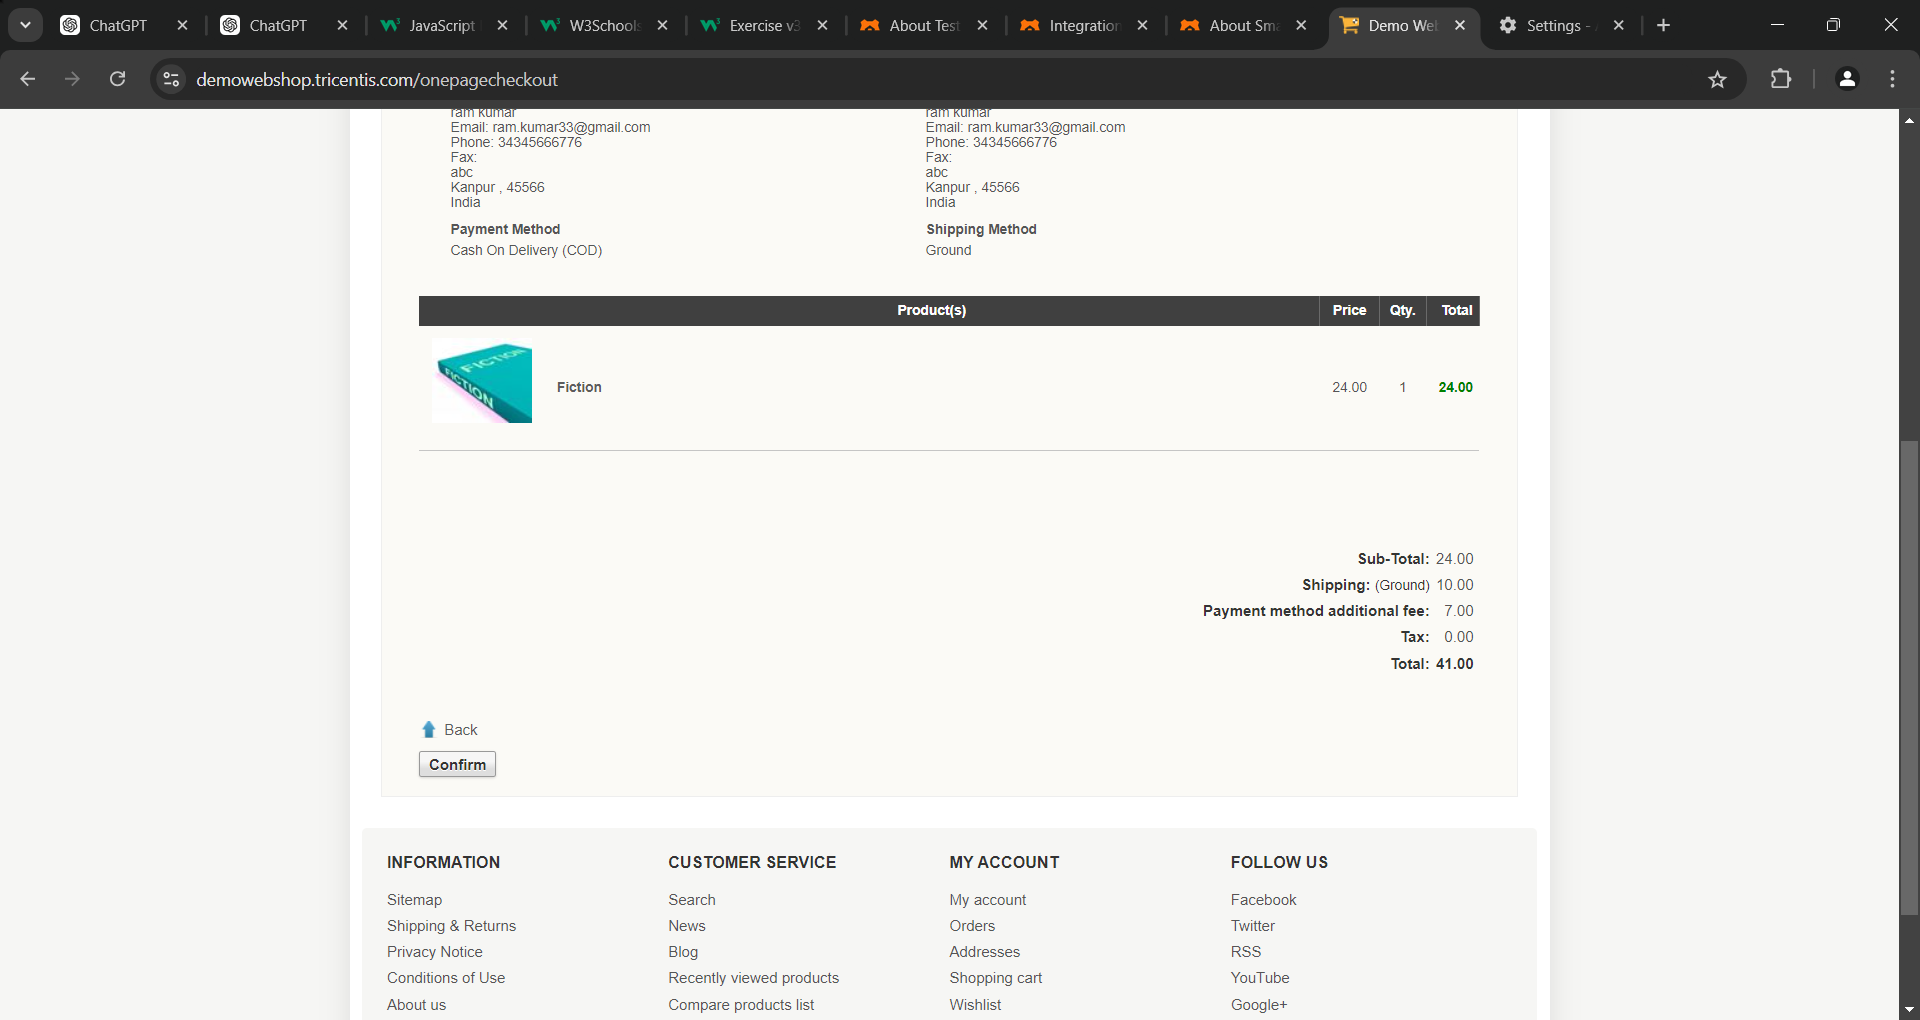 ChatGPT
ChatGPT
JavaScript
W3Schools
Exercise v3
About Test
Integration
About Sma
Demo Web
Settings -
demowebshop.tricentis.com/onepagecheckout
ram kumar
ram kumar
Email: ram.kumar33@gmail.com
Email: ram.kumar33@gmail.com
Phone: 34345666776
Phone: 34345666776
Fax:
Fax:
abc
abc
Kanpur , 45566
Kanpur , 45566
India
India
Payment Method
Shipping Method
Cash On Delivery (COD)
Ground
Product(s) Price Qty. Total
FICTION
FICTION
Fiction 24.00 1 24.00
Sub-Total: 24.00
Shipping: (Ground) 10.00
Payment method additional fee: 7.00
Tax: 0.00
Total: 41.00
Back
Confirm
INFORMATION
Sitemap
Shipping & Returns
Privacy Notice
Conditions of Use
About us
CUSTOMER SERVICE
Search
News
Blog
Recently viewed products
Compare products list
MY ACCOUNT
My account
Orders
Addresses
Shopping cart
Wishlist
FOLLOW US
Facebook
Twitter
RSS
YouTube
Google+